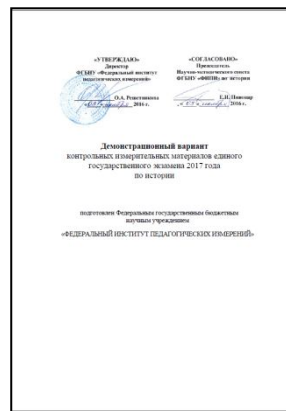 «УТВЕРЖДАЮ»
Директор
ФГБНУ «Федеральный институт
педагогических измерений»
О.А. Решетникова
2016 г.
«СОГЛАСОВАНО»
Председатель
Научно-методического совета
ФГБНУ «ФИПИ» по истории
Е.И. Пивовар
2016 г.
Демонстрационный вариант
контрольных измерительных материалов единого
государственного экзамена 2017 года
по истории
подготовлен Федеральным государственным бюджетным
научным учреждением
«ФЕДЕРАЛЬНЫЙ ИНСТИТУТ ПЕДАГОГИЧЕСКИХ ИЗМЕРЕНИЙ»